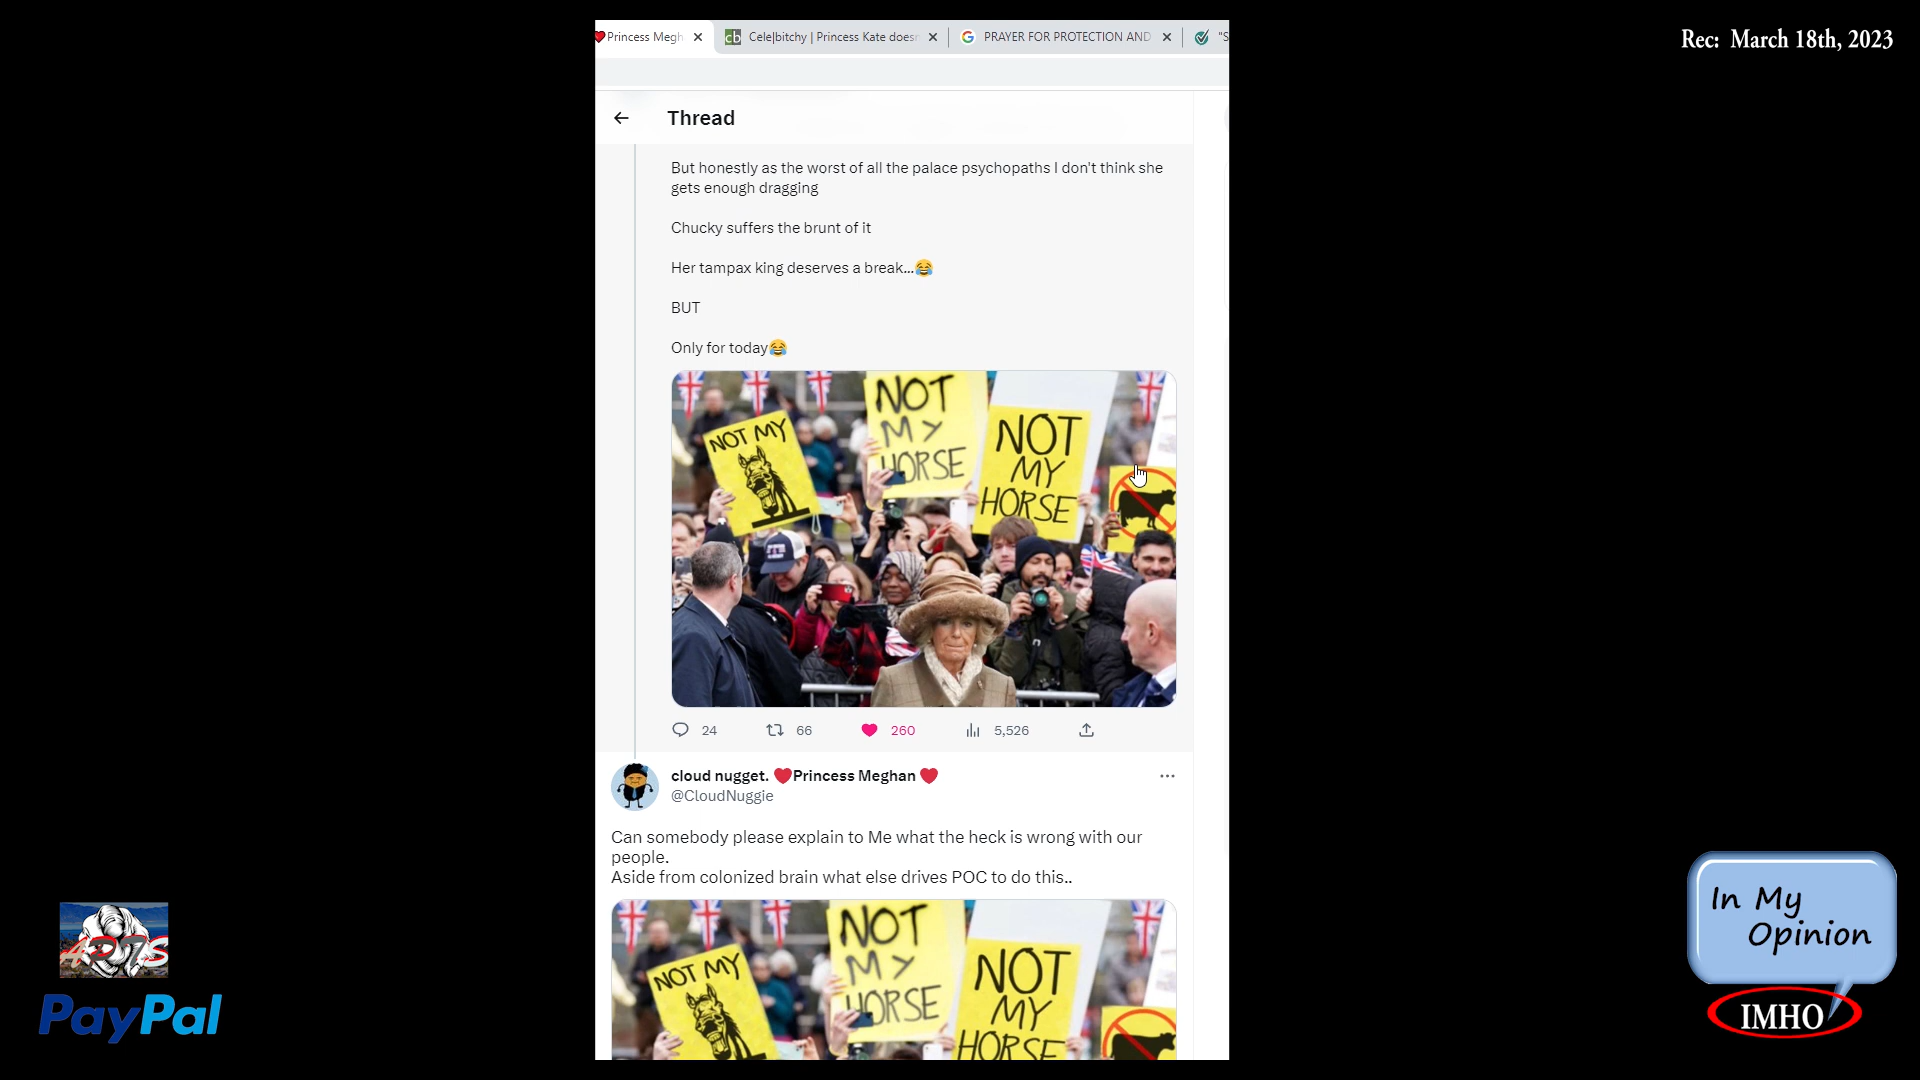 Princess Megh
Cele|bitchy | Princess Kate does
PRAYER FOR PROTECTION AND
"S
Rec: March 18th, 2023
Thread
But honestly as the worst of all the palace psychopaths I don't think she
gets enough dragging
Chucky suffers the brunt of it
Her tampax king deserves a break...😂
BUT
Only for today😂
NOT MY
NOT
MY
HORSE
NOT
MY
HORSE
24
66
260
5,526
cloud nugget. ❤Princess Meghan ❤
@CloudNuggie
Can somebody please explain to Me what the heck is wrong with our
people.
Aside from colonized brain what else drives POC to do this..
NOT MY
NOT
MY
HORSE
NOT
MY
HORSE
PayPal
In My
Opinion
IMHO